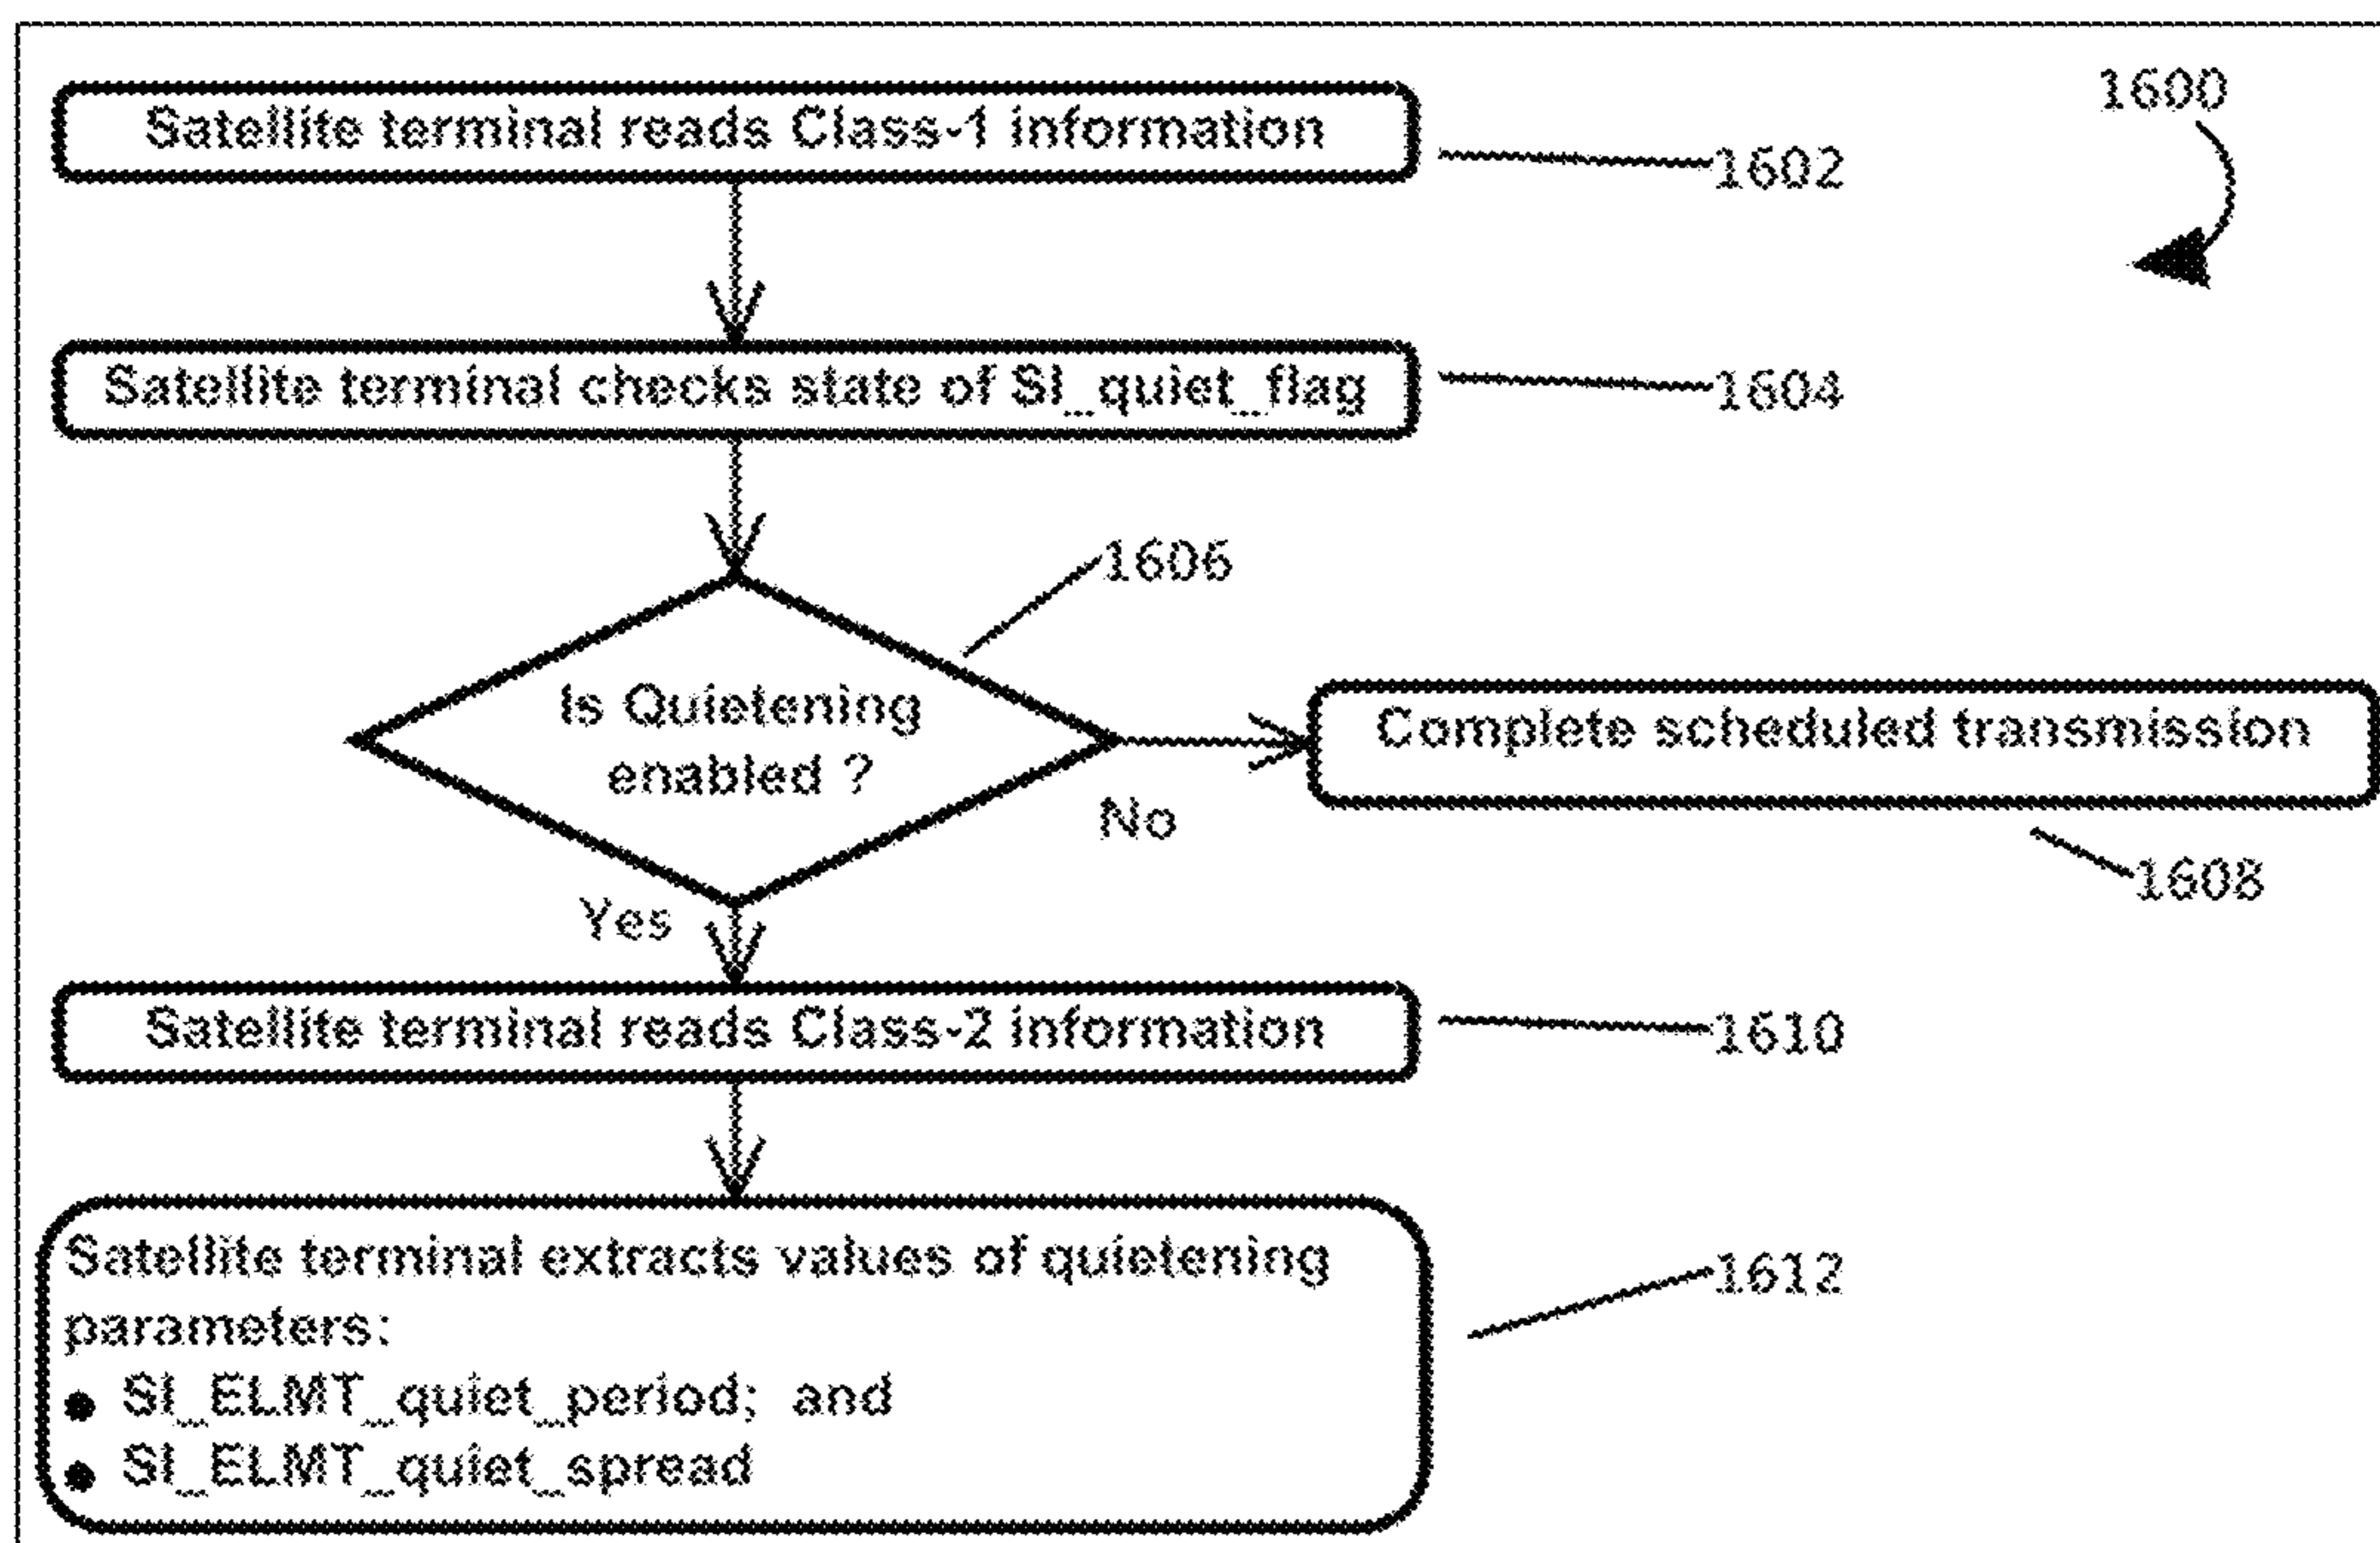 1600
Satellite terminal reads Class-1 information
1602
Satellite terminal checks state of SI_quiet_flag
1604
1606
Is Quietening
enabled ?
Complete scheduled transmission
No
1608
Yes
Satellite terminal reads Class-2 information
1610
Satellite terminal extracts values of quietening
parameters:
1612
• SI_ELMT_quiet_period; and
• SI_ELMT_quiet_spread